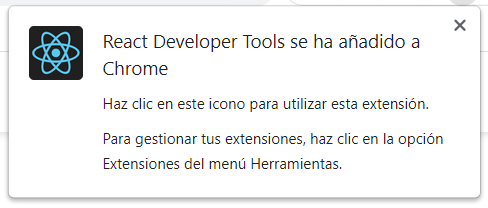 React Developer Tools se ha añadido a
Chrome
Haz clic en este icono para utilizar esta extensión.
Para gestionar tus extensiones, haz clic en la opción
Extensiones del menú Herramientas.